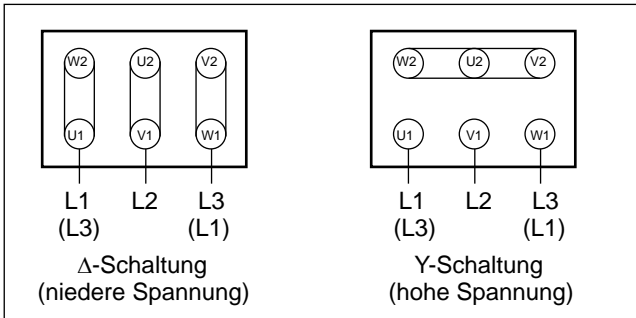 W2 U2 V2
U1 V1 W1
L1 L2 L3
(L3) (L1)
Δ-Schaltung
(niedere Spannung)
W2 U2 V2
U1 V1 W1
L1 L2 L3
(L3) (L1)
Y-Schaltung
(hohe Spannung)